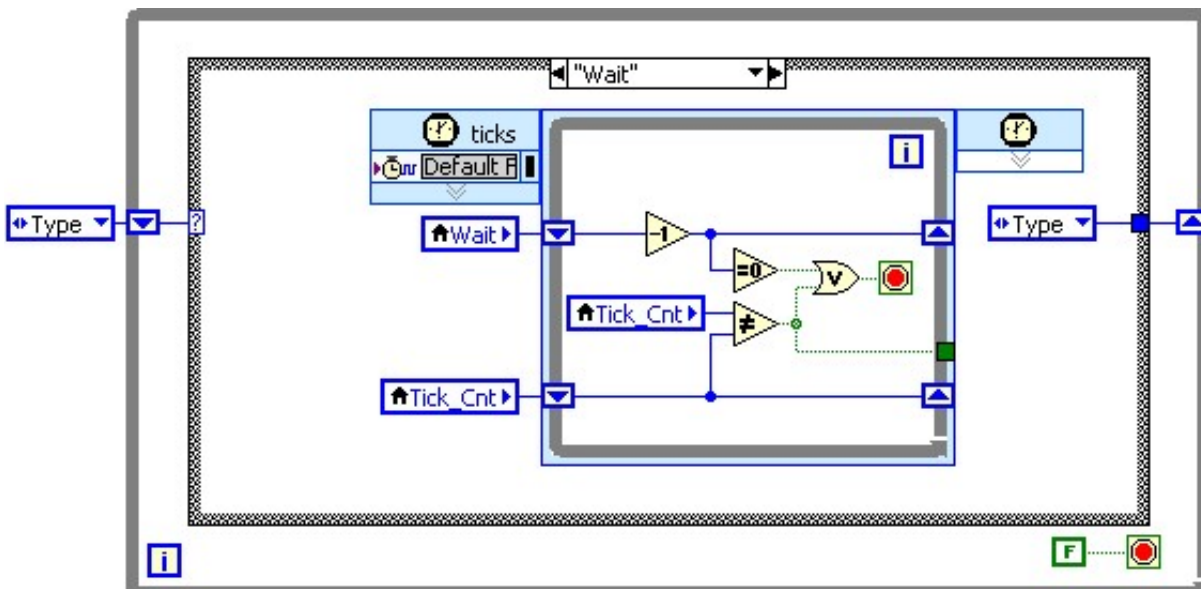 "Wait"
ticks
Default F
Type
Wait
Type
-1
=0
V
Tick_Cnt
≠
Tick_Cnt
i
i
F
?